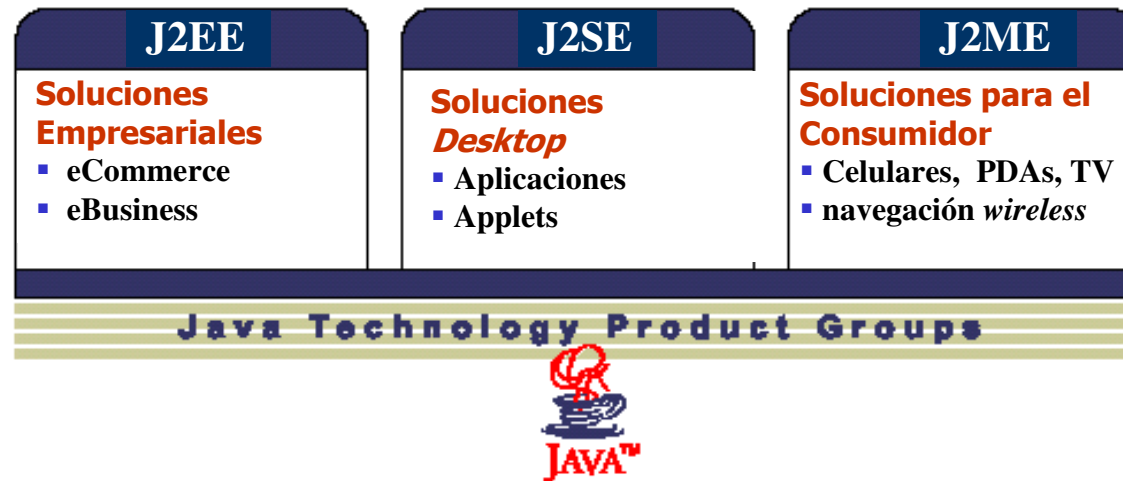 J2EE
Soluciones
Empresariales
▪ eCommerce
▪ eBusiness
J2SE
Soluciones
Desktop
▪ Aplicaciones
▪ Applets
J2ME
Soluciones para el
Consumidor
▪ Celulares, PDAs, TV
▪ navegación wireless
Java Technology Product Groups
JAVA™